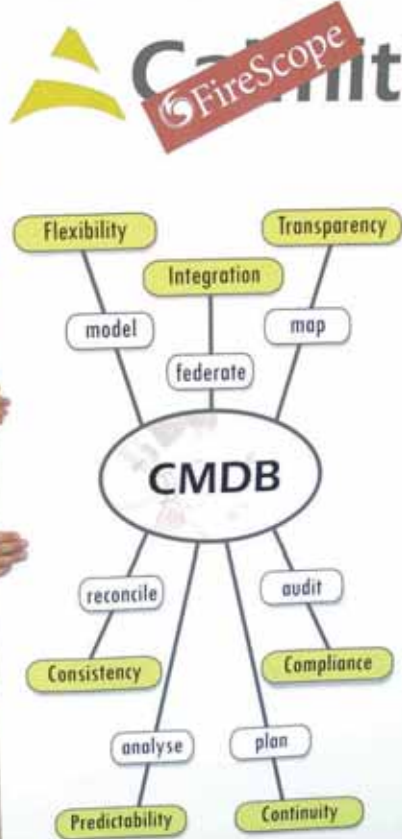 FireScope
Flexibility
Transparency
Integration
model
map
federate
CMDB
reconcile
audit
Consistency
Compliance
analyse
plan
Predictability
Continuity